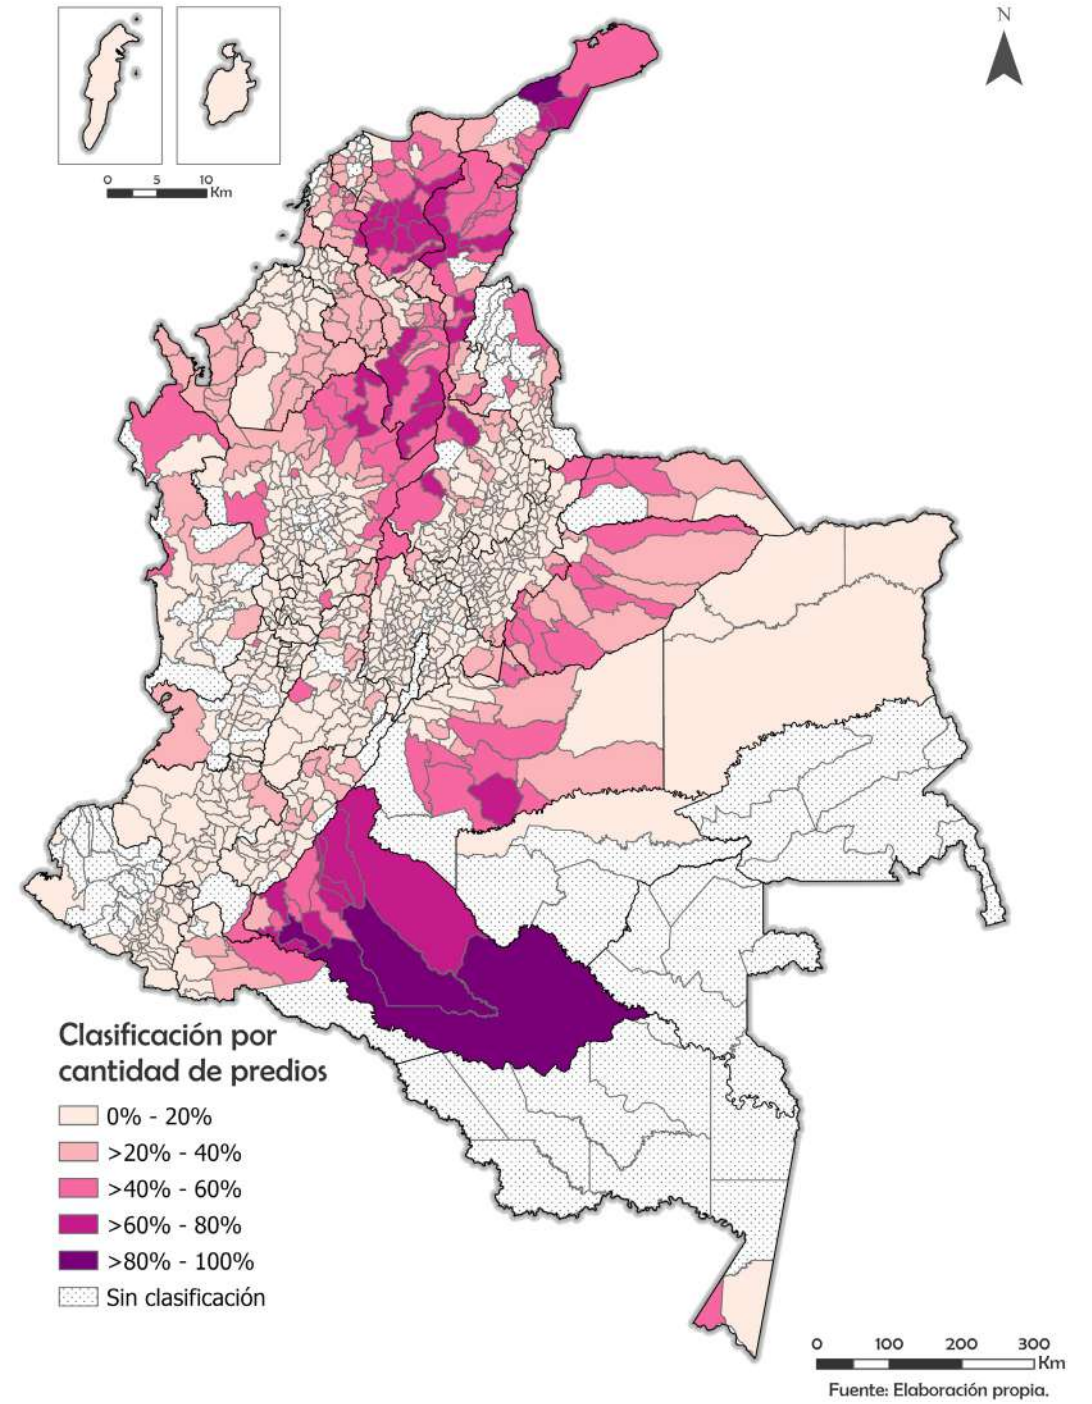 N
0 5 10
Km
Clasificación por
cantidad de predios
0% - 20%
>20% - 40%
>40% - 60%
>60% - 80%
>80% - 100%
Sin clasificación
0 100 200 300
Km
Fuente: Elaboración propia.